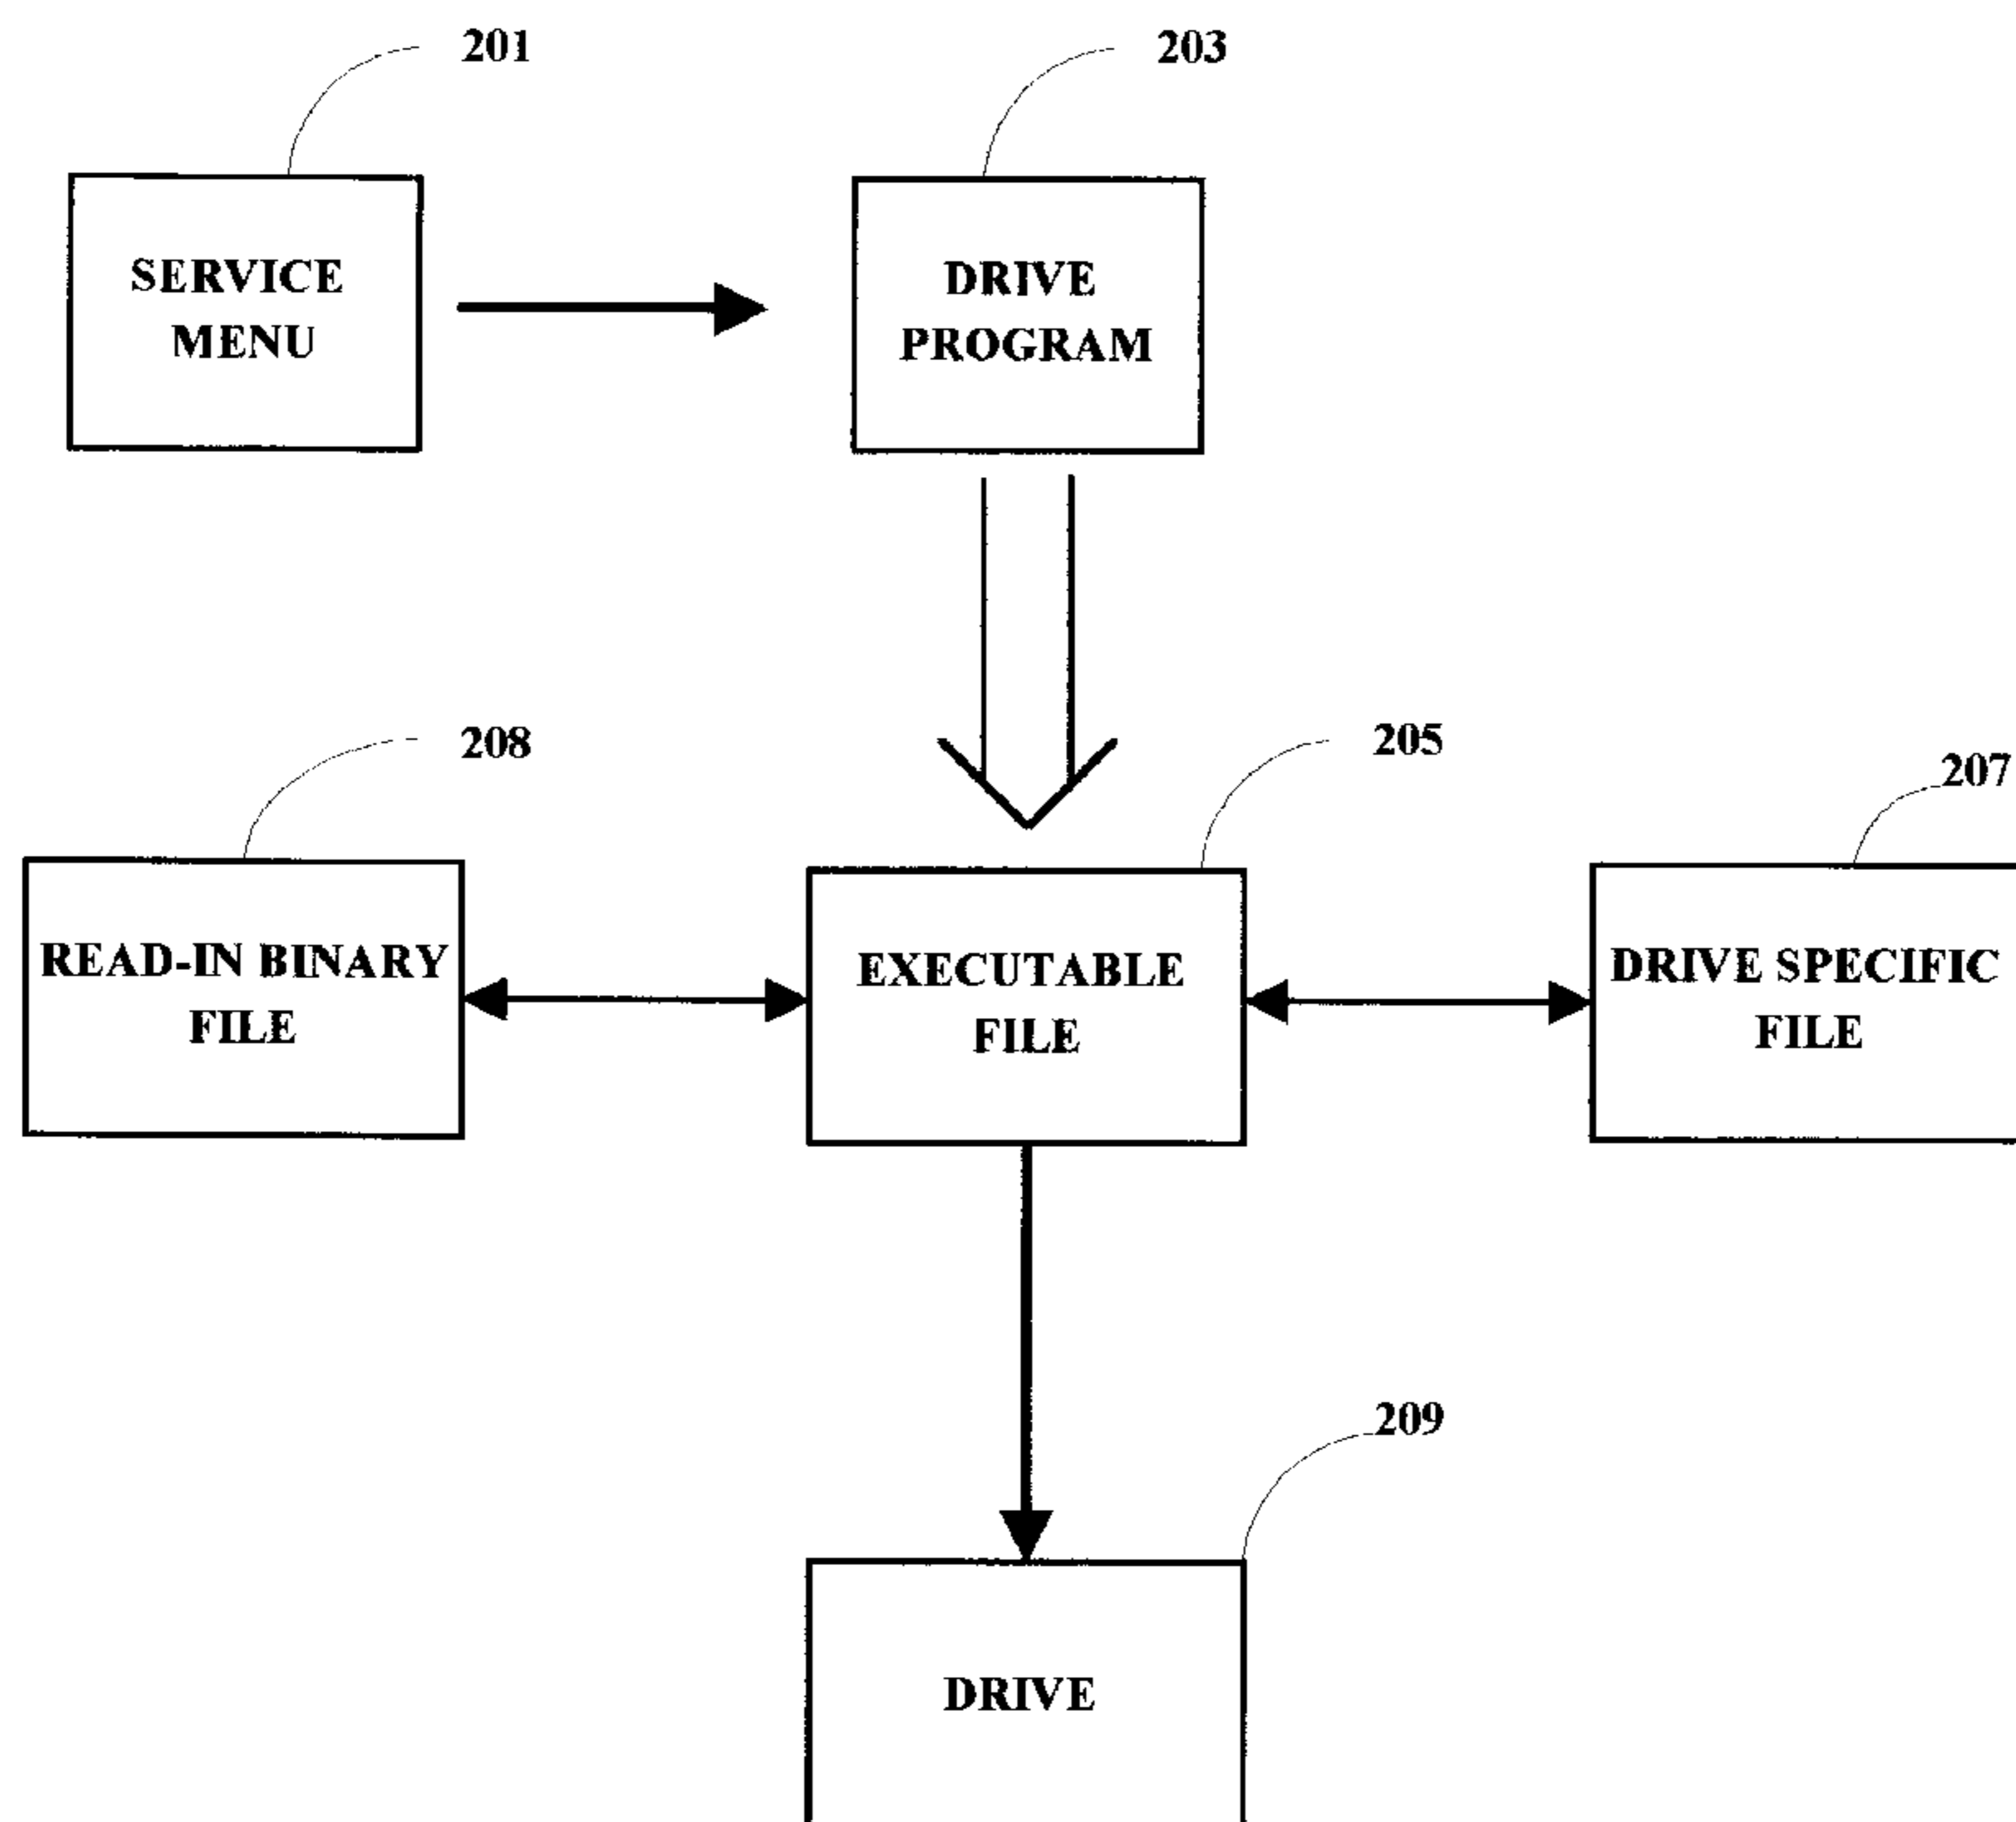 201
203
SERVICE
MENU
DRIVE
PROGRAM
208
205
207
READ-IN BINARY
FILE
EXECUTABLE
FILE
DRIVE SPECIFIC
FILE
209
DRIVE